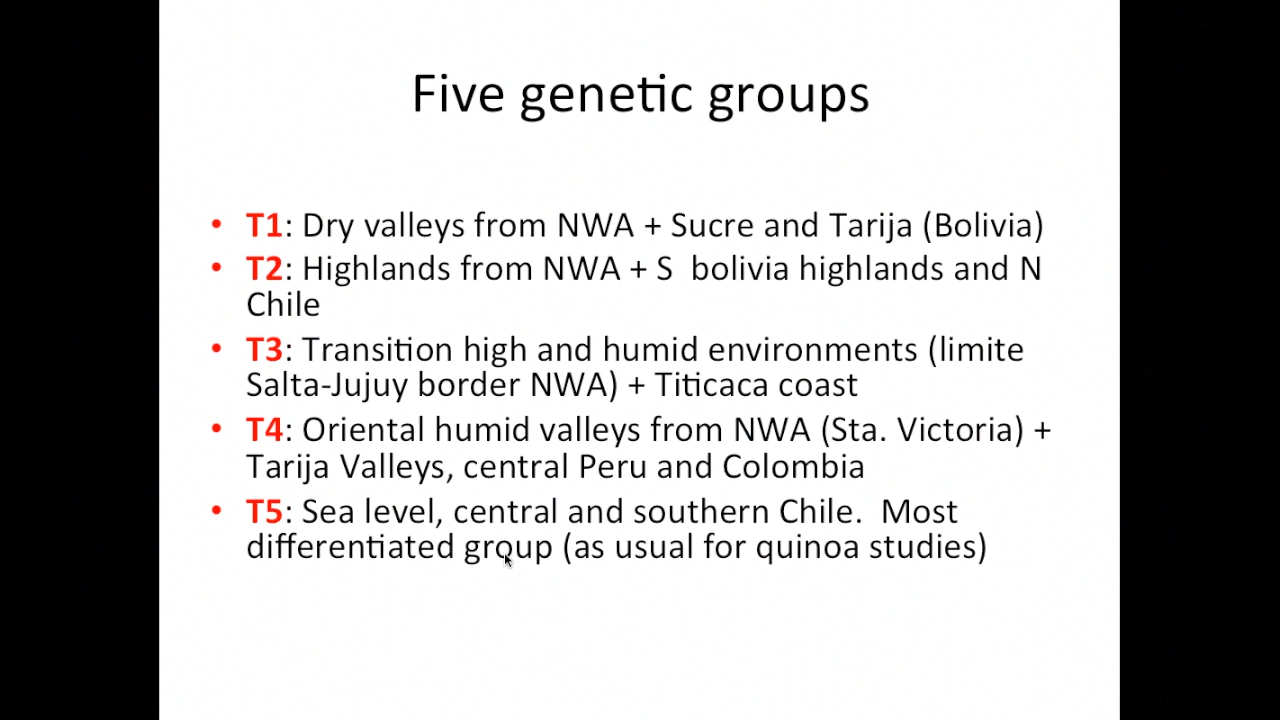 Five genetic groups
• T1: Dry valleys from NWA + Sucre and Tarija (Bolivia)
• T2: Highlands from NWA + S  bolivia highlands and N
Chile
• T3: Transition high and humid environments (limite
Salta-Jujuy border NWA) + Titicaca coast
• T4: Oriental humid valleys from NWA (Sta. Victoria) +
Tarija Valleys, central Peru and Colombia
• T5: Sea level, central and southern Chile.  Most
differentiated group (as usual for quinoa studies)